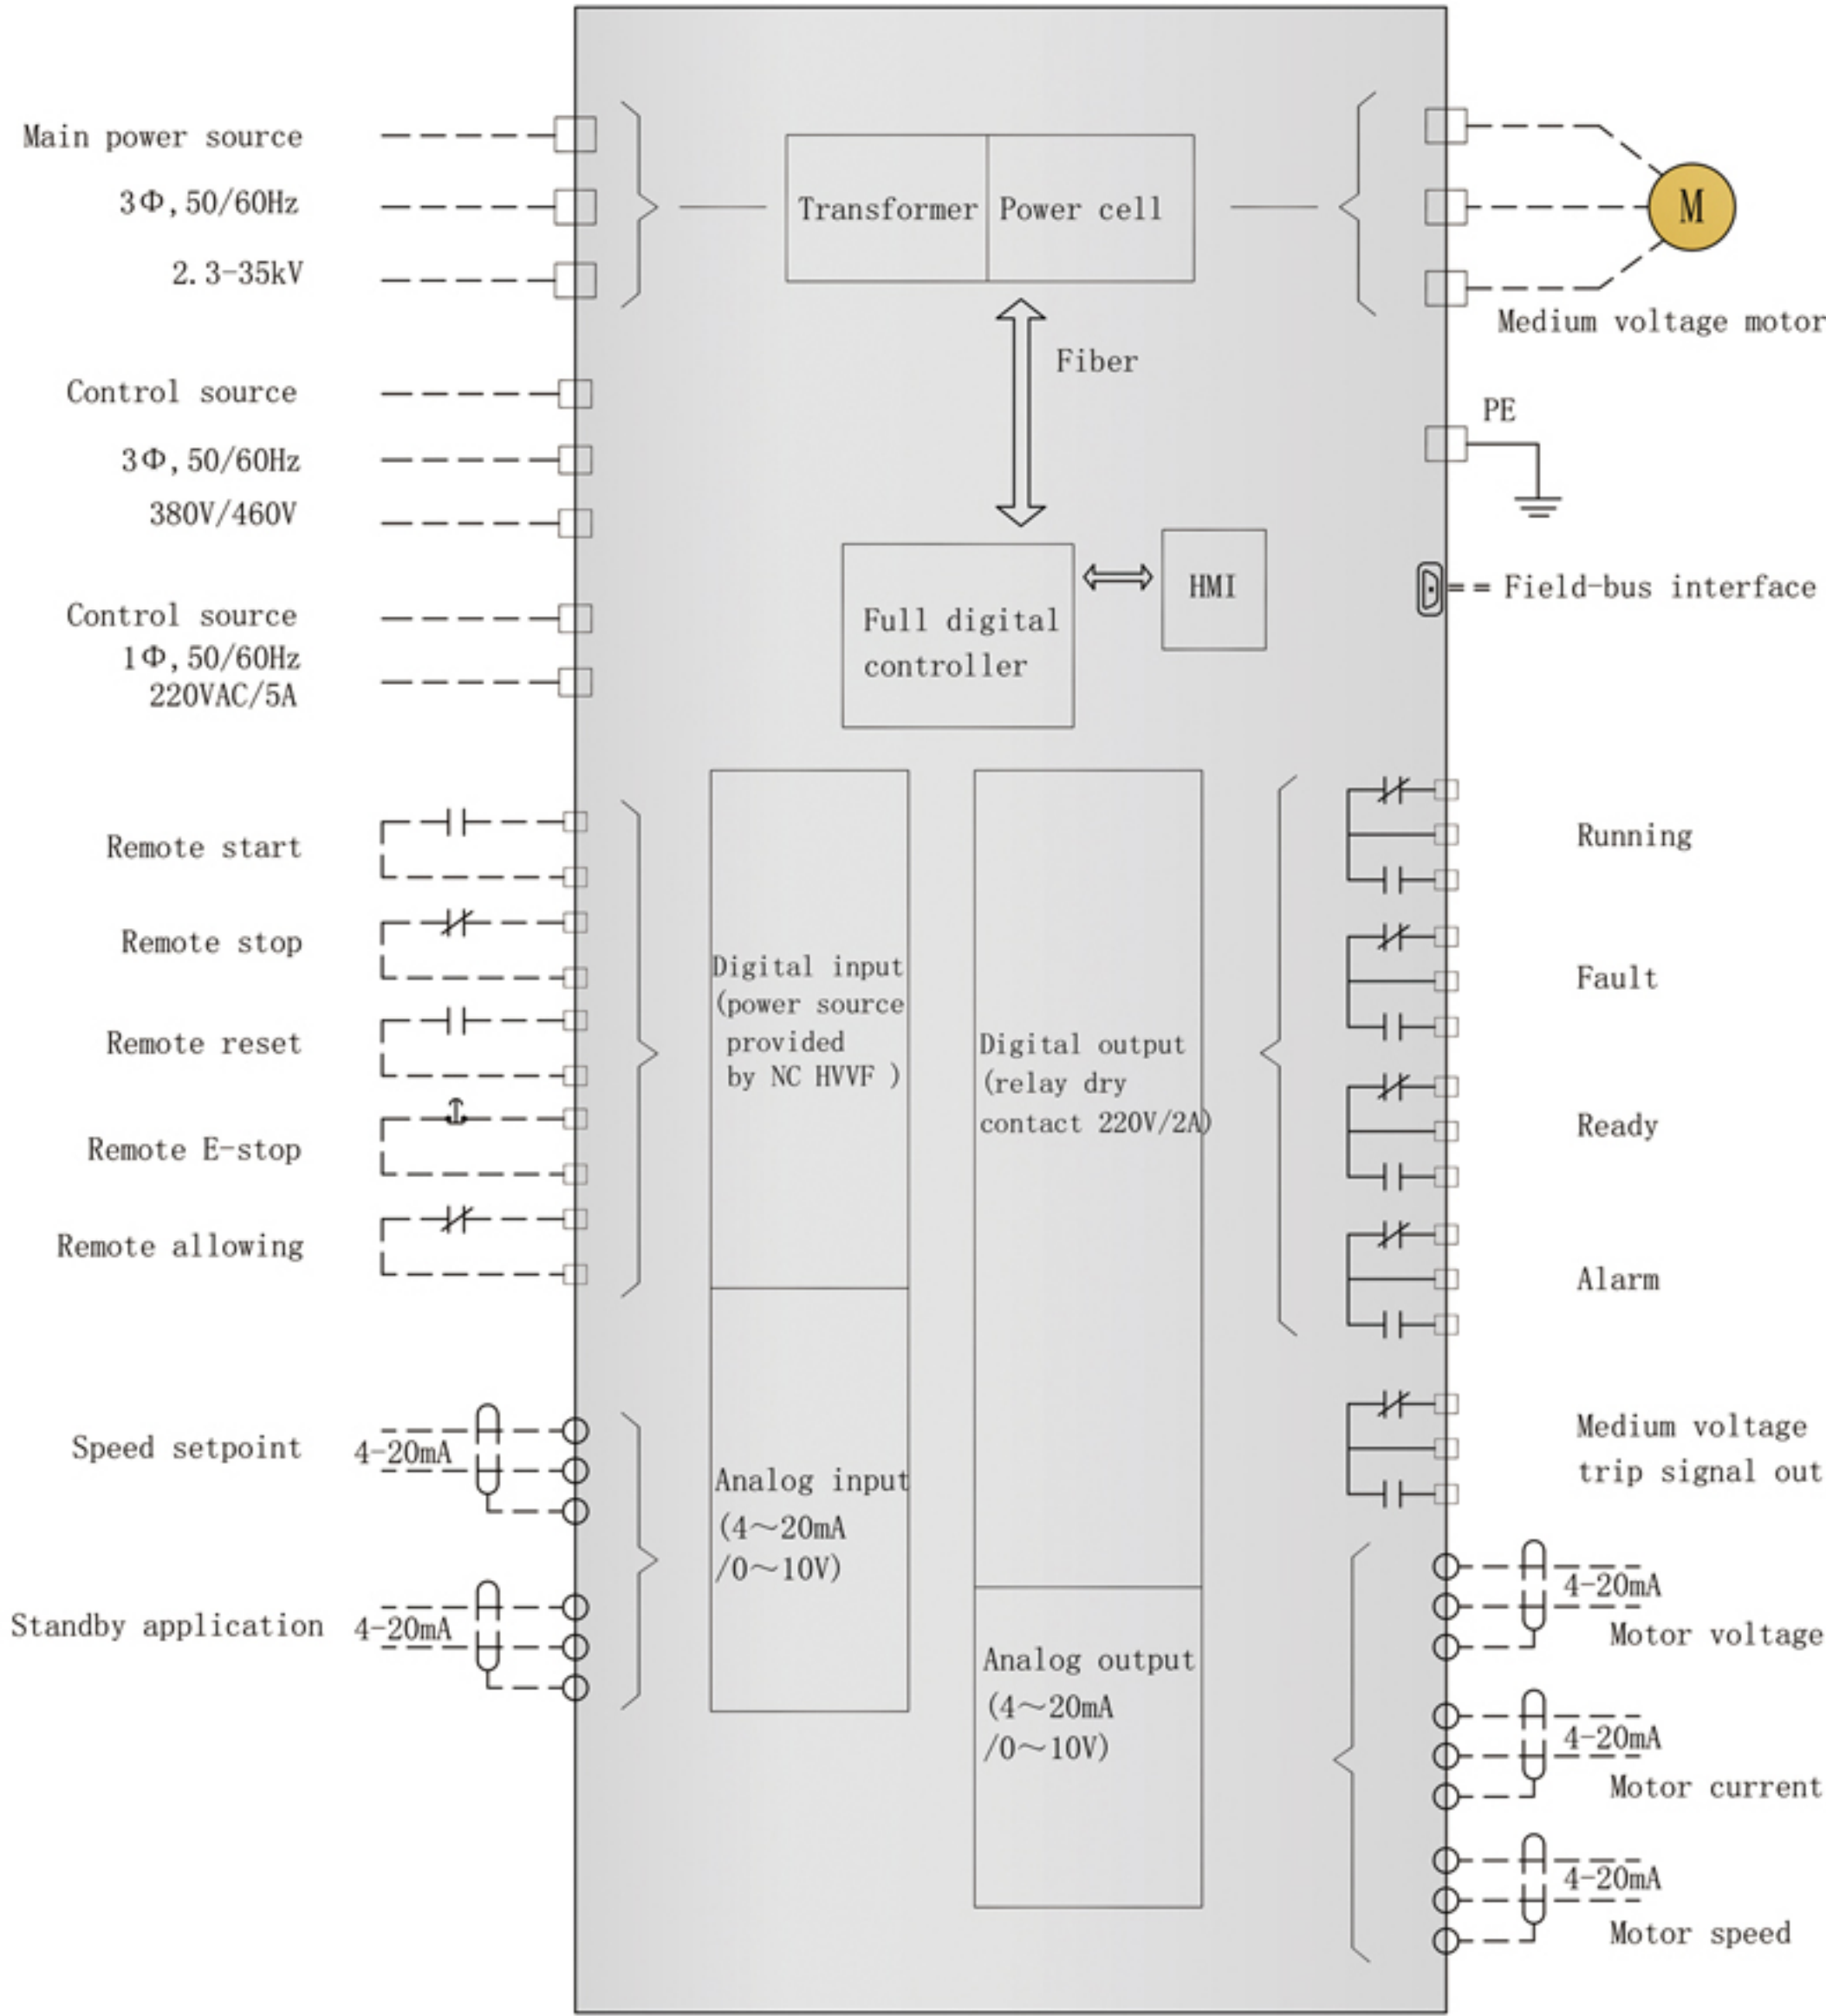 Main power source
3Φ,50/60Hz
2.3-35kV
Control source
3Φ,50/60Hz
380V/460V
Control source
1Φ,50/60Hz
220VAC/5A
Remote start
Remote stop
Remote reset
Remote E-stop
Remote allowing
Speed setpoint
4-20mA
Standby application
4-20mA
Transformer
Power cell
Fiber
Full digital
controller
HMI
Digital input
(power source
provided
by NC HVVF )
Analog input
(4～20mA
/0～10V)
Digital output
(relay dry
contact 220V/2A)
Analog output
(4～20mA
/0～10V)
M
Medium voltage motor
PE
Field-bus interface
Running
Fault
Ready
Alarm
Medium voltage
trip signal out
4-20mA
Motor voltage
4-20mA
Motor current
4-20mA
Motor speed